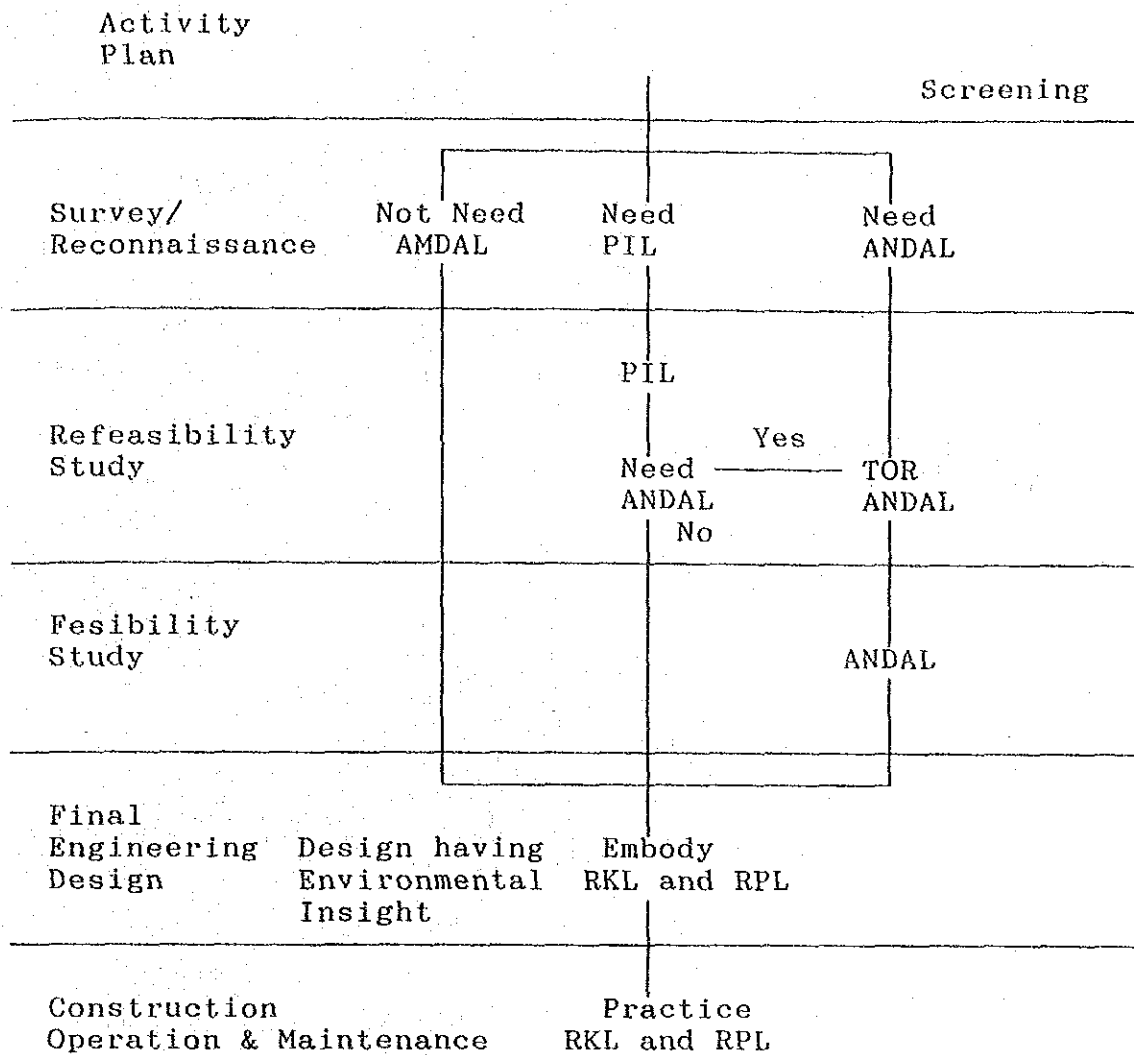 Activity
Plan
Screening
Survey/ Not Need Need Need
Reconnaissance AMDAL PIL ANDAL
PIL
Refeasibility Yes
Study Need TOR
ANDAL ANDAL
No
Fesibility
Study ANDAL
Final
Engineering Design having Embody
Design Environmental RKL and RPL
Insight
Construction Practice
Operation & Maintenance RKL and RPL